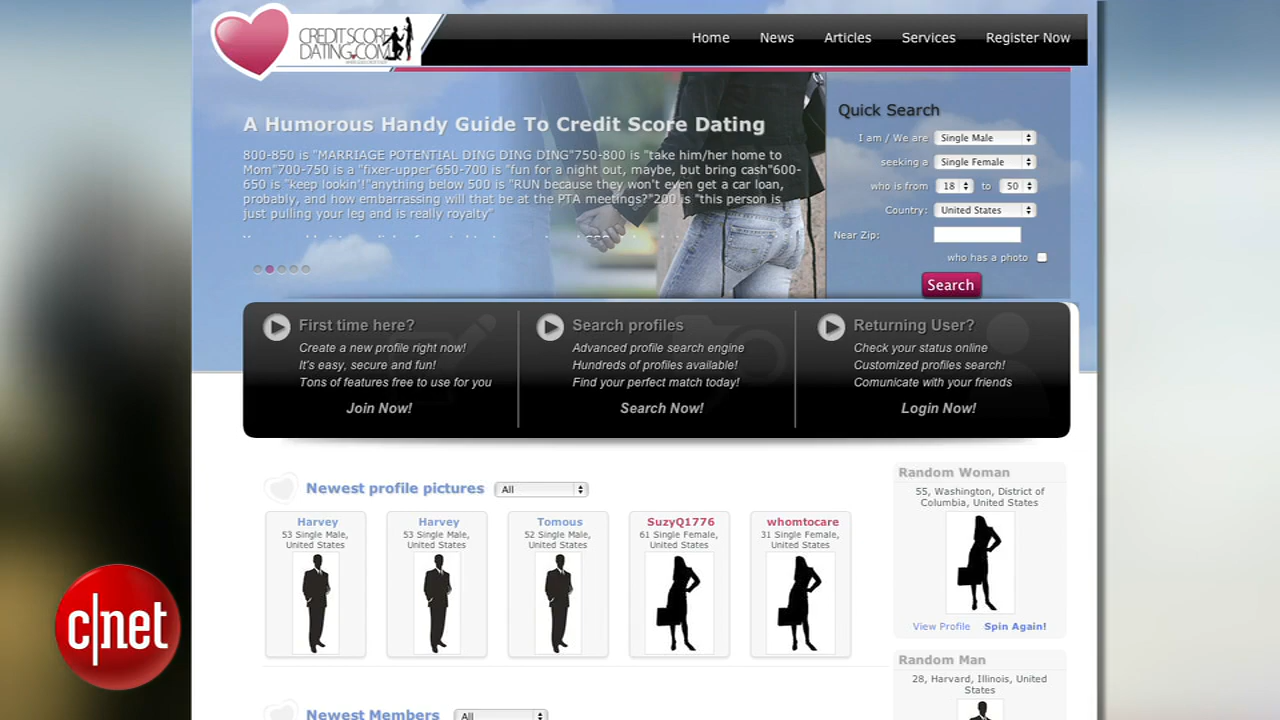 CREDIT SCORE
DATING.COM
Home News Articles Services Register Now
A Humorous Handy Guide To Credit Score Dating
800-850 is "MARRIAGE POTENTIAL DING DING DING"750-800 is "take him/her home to
Mom"700-750 is a "fixer-upper"650-700 is "fun for a night out, maybe, but bring cash"600-
650 is "keep lookin'!"anything below 500 is "RUN because they won't even get a car loan,
probably, and how embarrassing will that be at the PTA meetings?"200 is "this person is
just pulling your leg and is really royalty"
Quick Search
I am / We are Single Male
seeking a Single Female
who is from 18 to 50
Country: United States
Near Zip:
who has a photo
Search
First time here?
Create a new profile right now!
It's easy, secure and fun!
Tons of features free to use for you
Join Now!
Search profiles
Advanced profile search engine
Hundreds of profiles available!
Find your perfect match today!
Search Now!
Returning User?
Check your status online
Customized profiles search!
Comunicate with your friends
Login Now!
Newest profile pictures All
Harvey
53 Single Male,
United States
Harvey
53 Single Male,
United States
Tomous
52 Single Male,
United States
SuzyQ1776
61 Single Female,
United States
whomtocare
31 Single Female,
United States
Random Woman
55, Washington, District of
Columbia, United States
View Profile Spin Again!
Random Man
28, Harvard, Illinois, United
States
Newest Members All
c|net